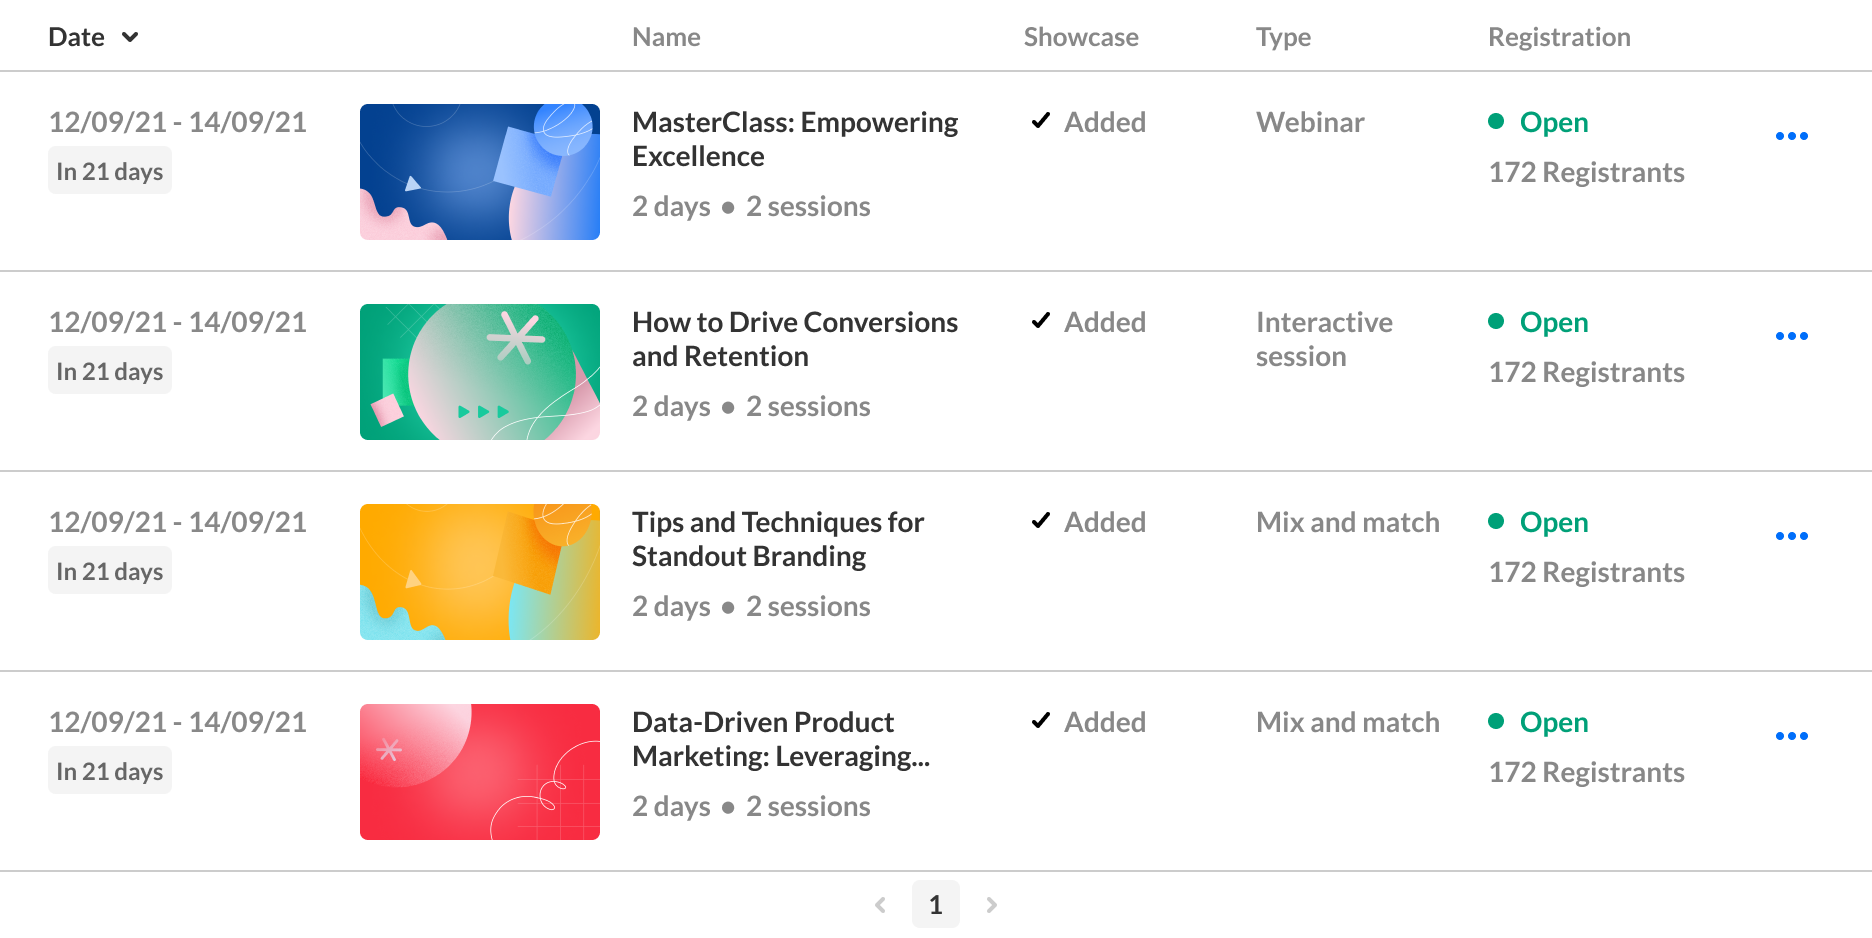 Date Name Showcase Type Registration
12/09/21 - 14/09/21 MasterClass: Empowering Added Webinar Open
Excellence
In 21 days 172 Registrants
2 days • 2 sessions
12/09/21 - 14/09/21 How to Drive Conversions Added Interactive Open
and Retention session
In 21 days 172 Registrants
2 days • 2 sessions
12/09/21 - 14/09/21 Tips and Techniques for Added Mix and match Open
Standout Branding
In 21 days 172 Registrants
2 days • 2 sessions
12/09/21 - 14/09/21 Data-Driven Product Added Mix and match Open
Marketing: Leveraging...
In 21 days 172 Registrants
2 days • 2 sessions
1